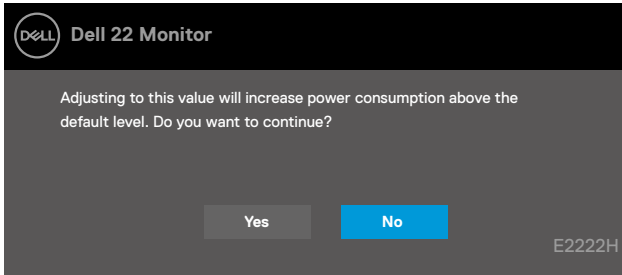 DELL Dell 22 Monitor
Adjusting to this value will increase power consumption above the
default level. Do you want to continue?
Yes No
E2222H